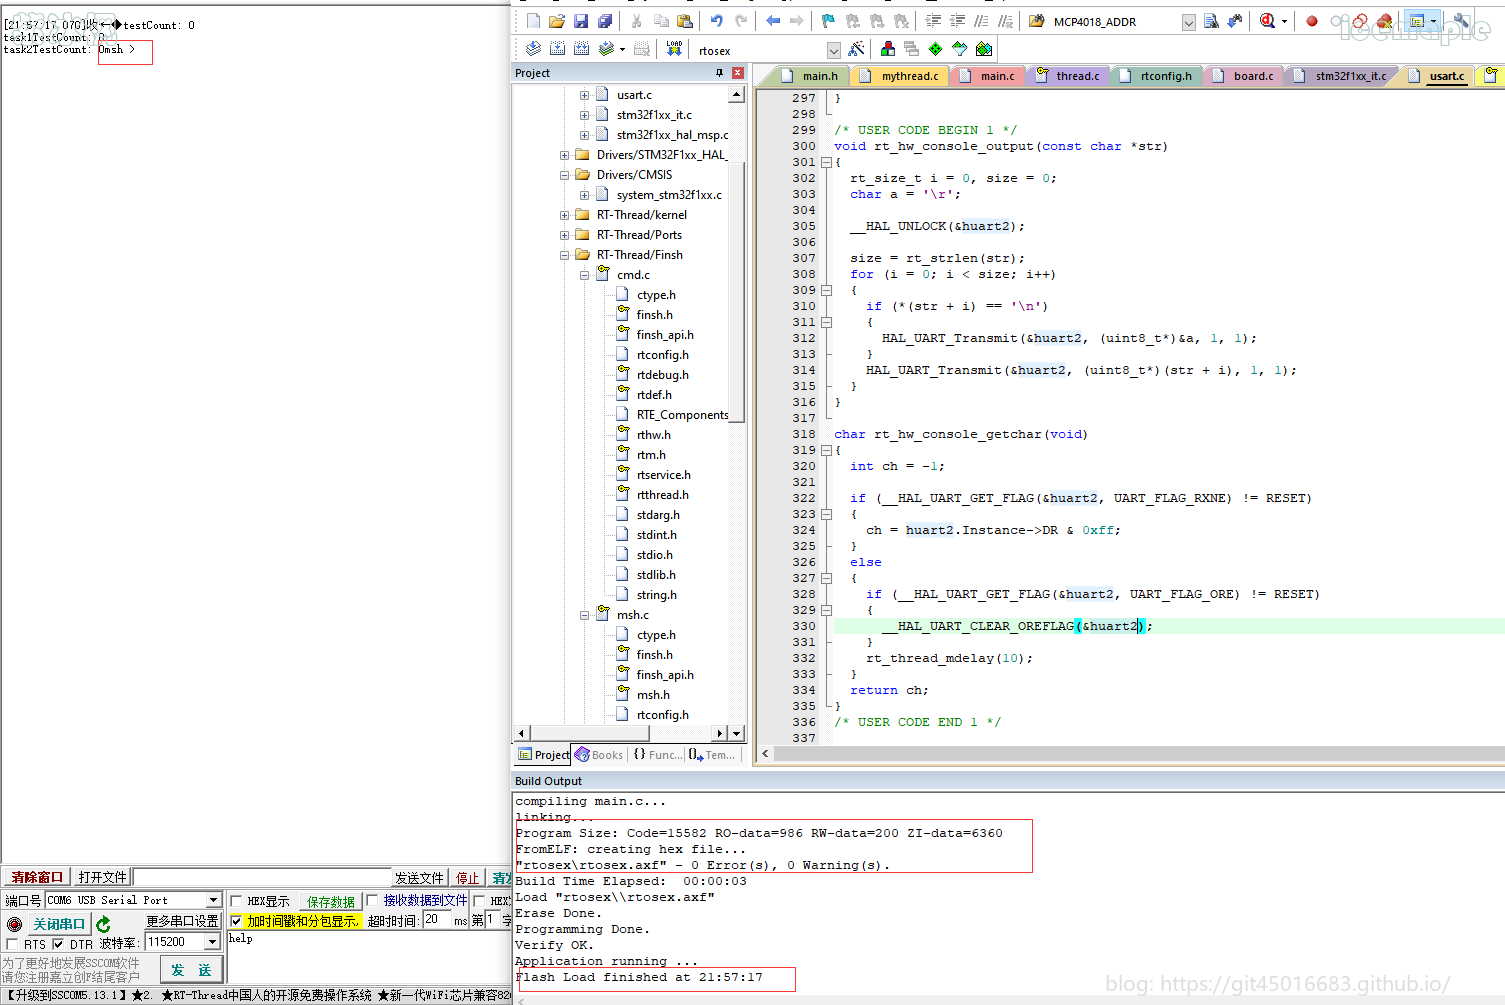 [21:57:17.070]收←◆testCount: 0
task1TestCount: 0
task2TestCount: 0msh >
清除窗口
打开文件
发送文件
停止
清发
端口号
COM6 USB Serial Port
HEX显示
保存数据
接收数据到文件
HEX
关闭串口
更多串口设置
加时间戳和分包显示,
超时时间:
20
ms
第
1
字
RTS
DTR
波特率:
115200
help
为了更好地发展SSCOM软件
请您注册嘉立创F结尾客户
发 送
【升级到SSCOM5.13.1】★2. ★RT-Thread中国人的开源免费操作系统 ★新一代WiFi芯片兼容826
MCP4018_ADDR
LOAD
rtosex
Project
usart.c
stm32f1xx_it.c
stm32f1xx_hal_msp.c
Drivers/STM32F1xx_HAL_
Drivers/CMSIS
system_stm32f1xx.c
RT-Thread/kernel
RT-Thread/Ports
RT-Thread/Finsh
cmd.c
ctype.h
finsh.h
finsh_api.h
rtconfig.h
rtdebug.h
rtdef.h
RTE_Components
rthw.h
rtm.h
rtservice.h
rtthread.h
stdarg.h
stdint.h
stdio.h
stdlib.h
string.h
msh.c
ctype.h
finsh.h
finsh_api.h
msh.h
rtconfig.h
Project
Books
{} Func...
Tem...
main.h
mythread.c
main.c
thread.c
rtconfig.h
board.c
stm32f1xx_it.c
usart.c
297 }
298
299 /* USER CODE BEGIN 1 */
300 void rt_hw_console_output(const char *str)
301 {
302 rt_size_t i = 0, size = 0;
303 char a = '\r';
304
305 __HAL_UNLOCK(&huart2);
306
307 size = rt_strlen(str);
308 for (i = 0; i < size; i++)
309 {
310 if (*(str + i) == '\n')
311 {
312 HAL_UART_Transmit(&huart2, (uint8_t*)&a, 1, 1);
313 }
314 HAL_UART_Transmit(&huart2, (uint8_t*)(str + i), 1, 1);
315 }
316 }
317
318 char rt_hw_console_getchar(void)
319 {
320 int ch = -1;
321
322 if (__HAL_UART_GET_FLAG(&huart2, UART_FLAG_RXNE) != RESET)
323 {
324 ch = huart2.Instance->DR & 0xff;
325 }
326 else
327 {
328 if (__HAL_UART_GET_FLAG(&huart2, UART_FLAG_ORE) != RESET)
329 {
330 __HAL_UART_CLEAR_OREFLAG(&huart2);
331 }
332 rt_thread_mdelay(10);
333 }
334 return ch;
335 }
336 /* USER CODE END 1 */
337
Build Output
compiling main.c...
linking...
Program Size: Code=15582 RO-data=986 RW-data=200 ZI-data=6360
FromELF: creating hex file...
"rtosex\rtosex.axf" - 0 Error(s), 0 Warning(s).
Build Time Elapsed: 00:00:03
Load "rtosex\\rtosex.axf"
Erase Done.
Programming Done.
Verify OK.
Application running ...
Flash Load finished at 21:57:17
blog: https://git45016683.github.io/